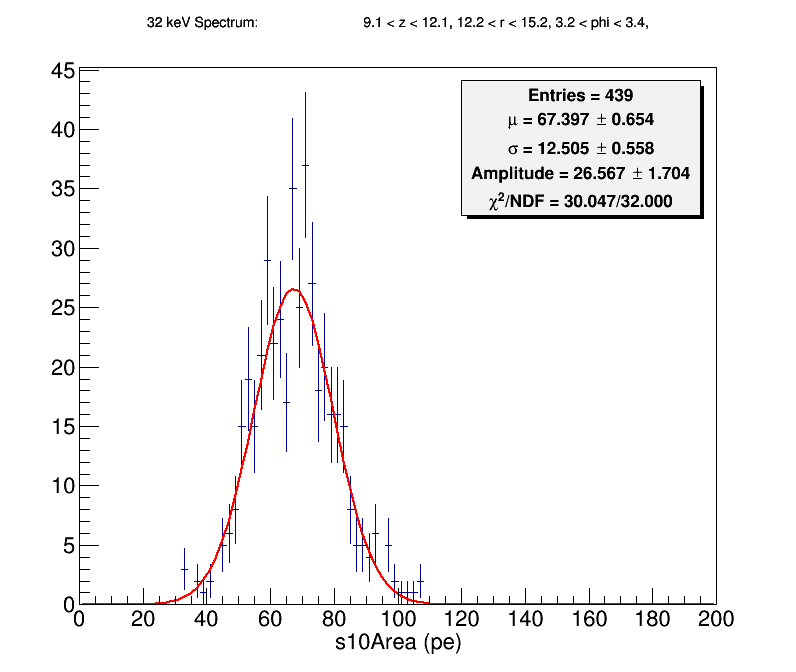 32 keV Spectrum: 9.1 < z < 12.1, 12.2 < r < 15.2, 3.2 < phi < 3.4,
45
40
35
30
25
20
15
10
5
0
Entries = 439
μ = 67.397 ± 0.654
σ = 12.505 ± 0.558
Amplitude = 26.567 ± 1.704
χ²/NDF = 30.047/32.000
0 20 40 60 80 100 120 140 160 180 200
s10Area (pe)